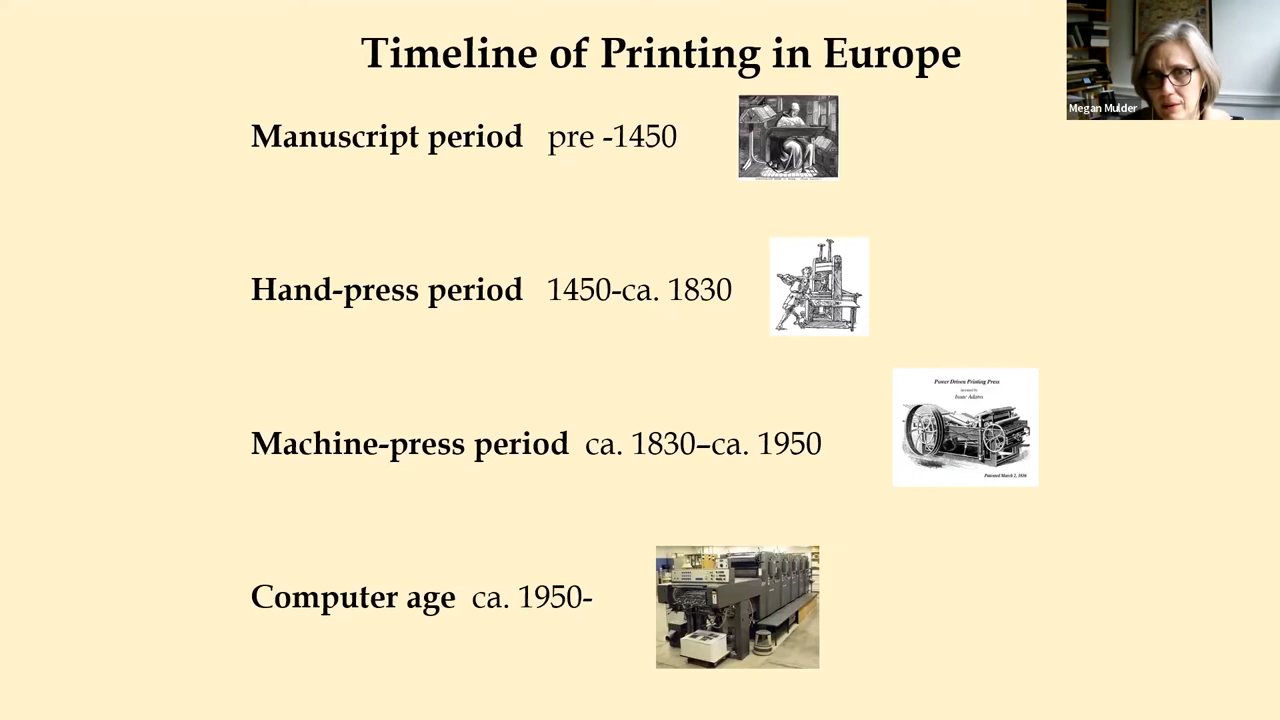 Timeline of Printing in Europe
Megan Mulder
Manuscript period pre -1450
Hand-press period 1450-ca. 1830
Power Driven Printing Press
invented by
Isaac Adams
Machine-press period ca. 1830–ca. 1950
Patented March 2, 1836
Computer age ca. 1950-